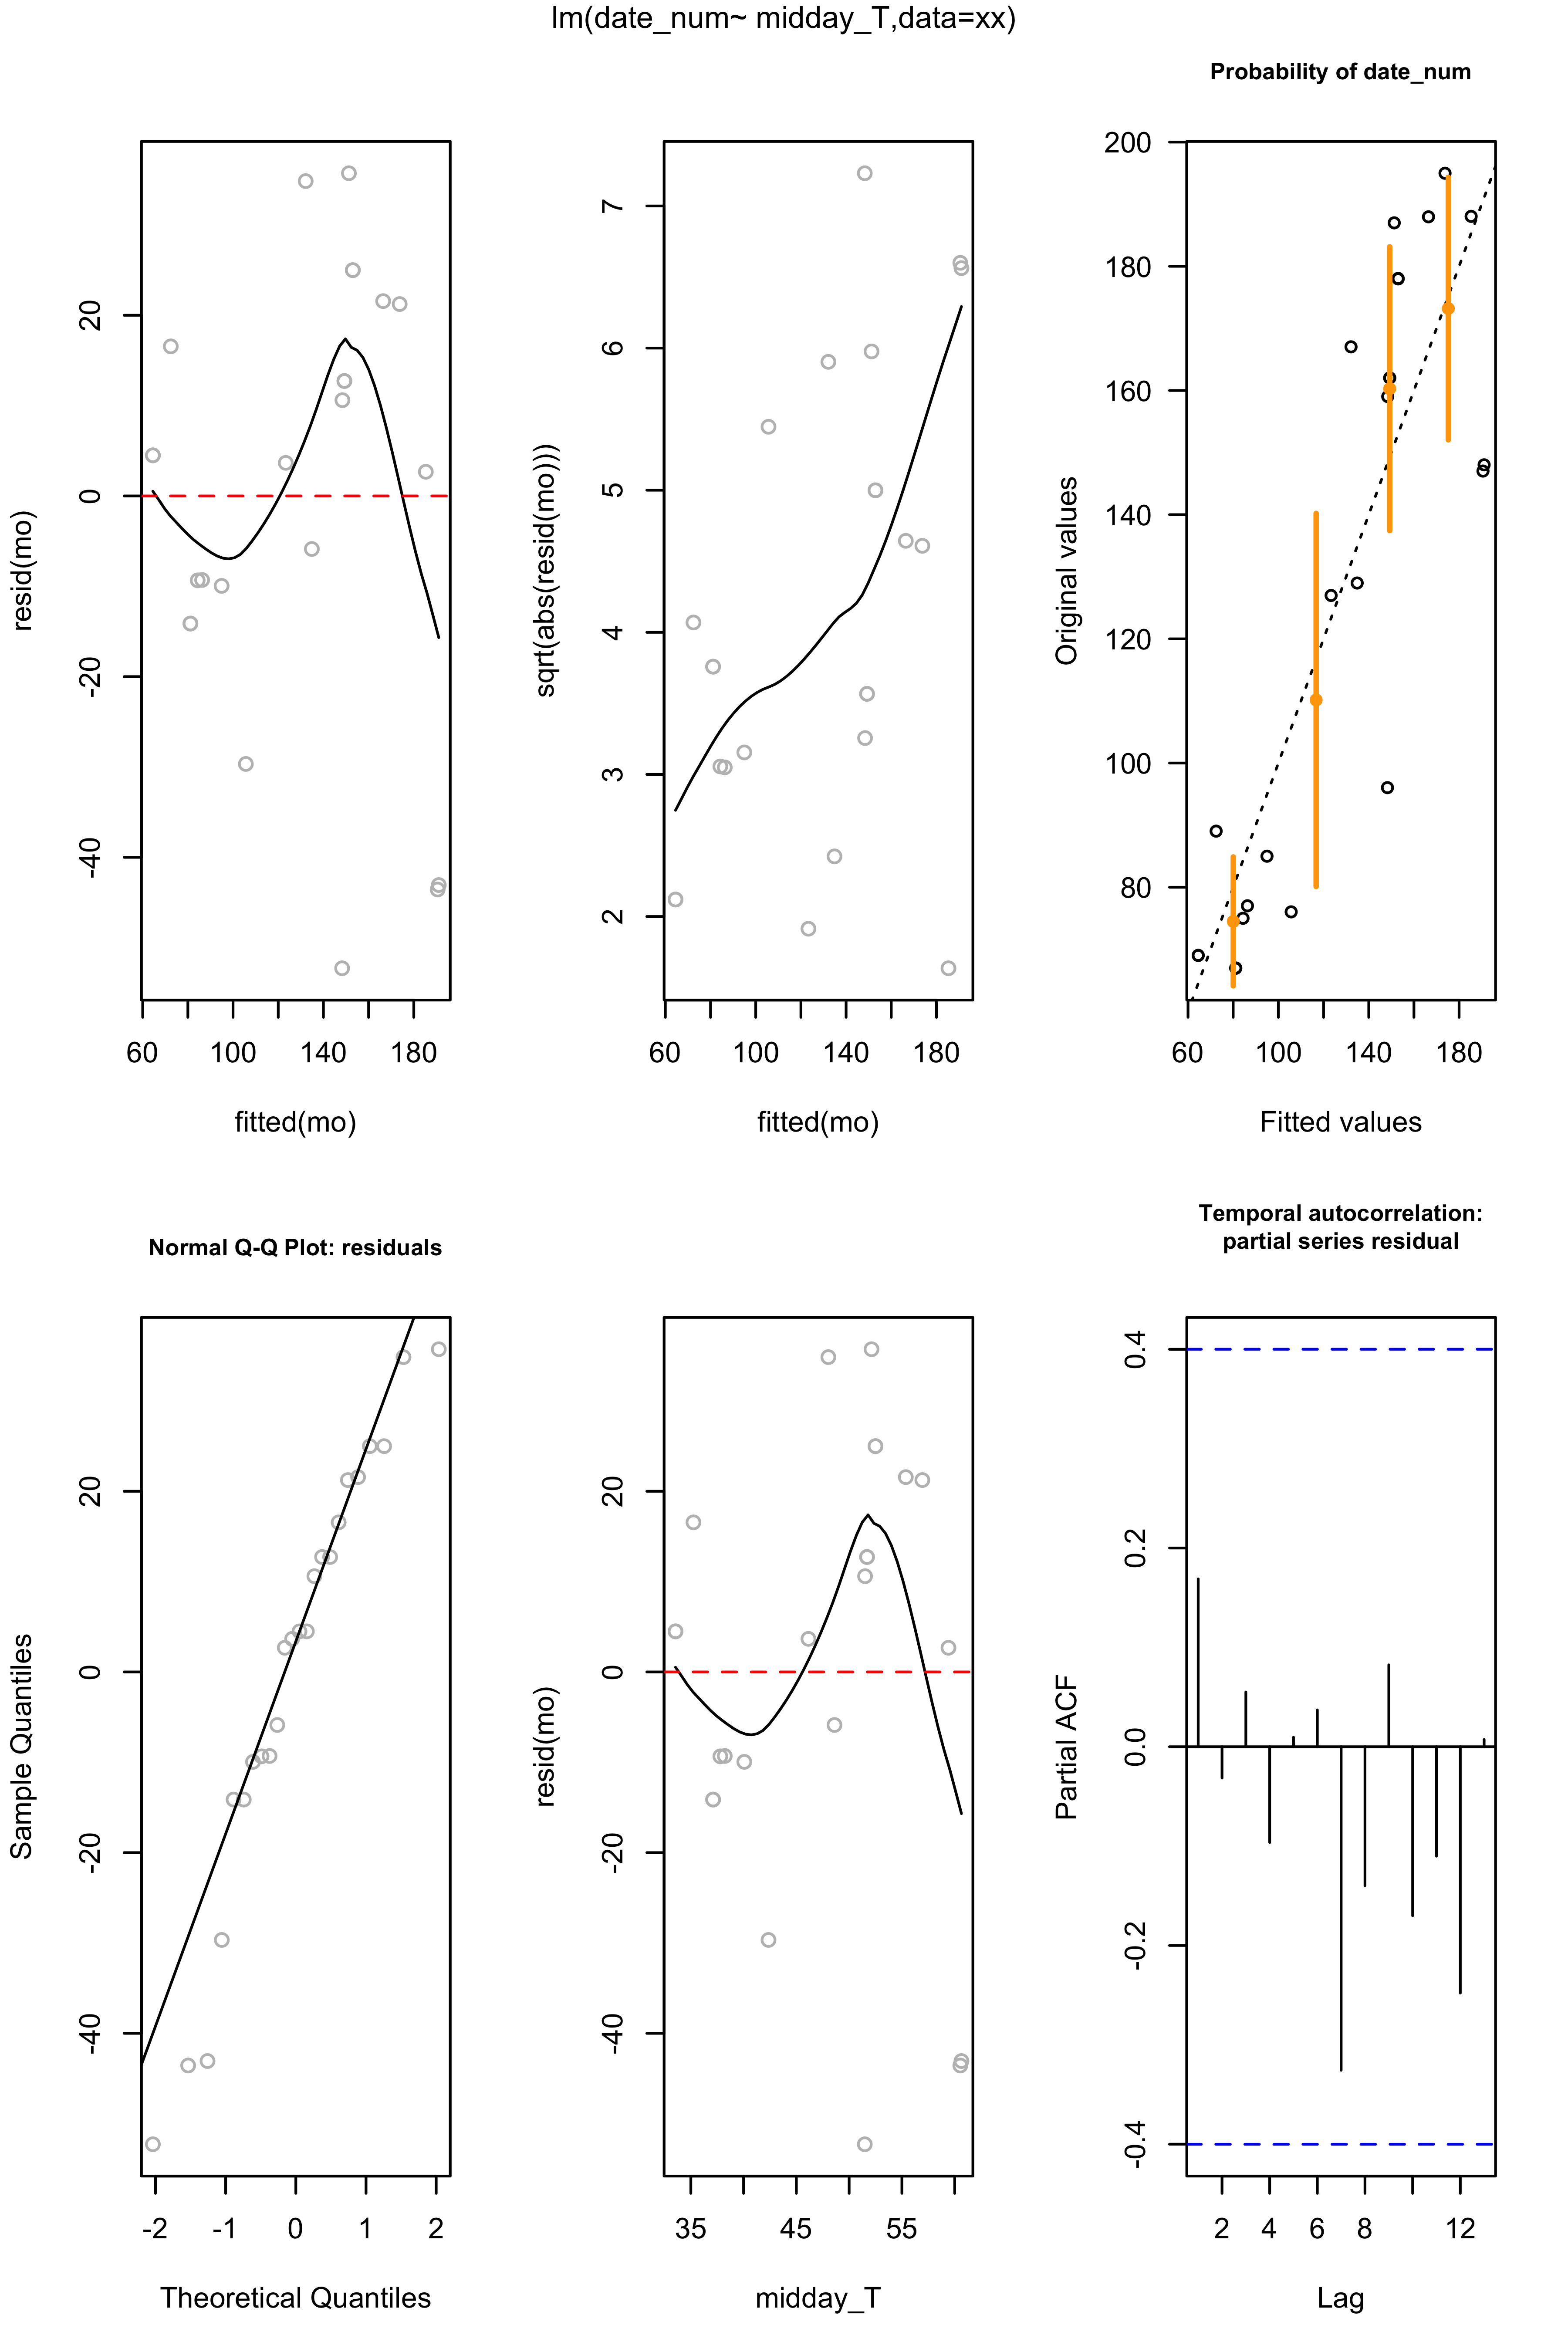 lm(date_num~ midday_T,data=xx)
resid(mo)
20
0
-20
-40
60 100 140 180
fitted(mo)
sqrt(abs(resid(mo)))
7
6
5
4
3
2
60 100 140 180
fitted(mo)
Probability of date_num
Original values
200
180
160
140
120
100
80
60 100 140 180
Fitted values
Normal Q-Q Plot: residuals
Sample Quantiles
20
0
-20
-40
-2 -1 0 1 2
Theoretical Quantiles
resid(mo)
20
0
-20
-40
35 45 55
midday_T
Temporal autocorrelation:
partial series residual
Partial ACF
0.4
0.2
0.0
-0.2
-0.4
2 4 6 8 12
Lag